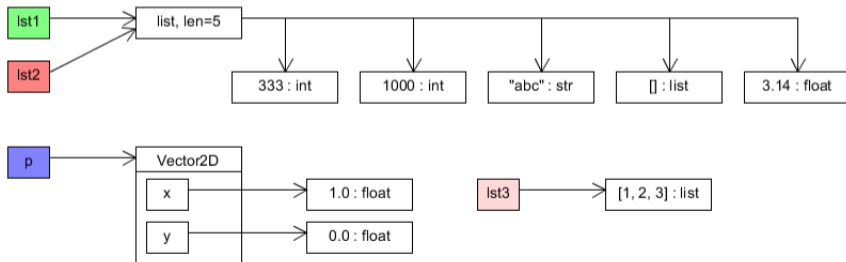 lst1
list, len=5
lst2
333 : int
1000 : int
"abc" : str
[] : list
3.14 : float
p
Vector2D
x
1.0 : float
y
0.0 : float
lst3
[1, 2, 3] : list